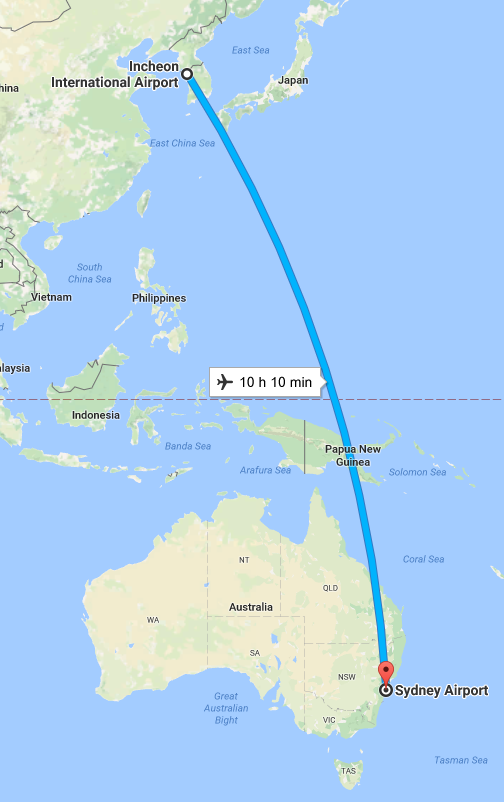 East Sea
Incheon
International Airport
Japan
hina
East China Sea
South
China Sea
d
Vietnam
Philippines
d
alaysia
10 h 10 min
Indonesia
Banda Sea
Papua New
Guinea
Arafura Sea
Solomon Sea
NT
Coral Sea
QLD
Australia
WA
SA
NSW
Sydney Airport
Great
Australian
Bight
VIC
Tasman Sea
TAS